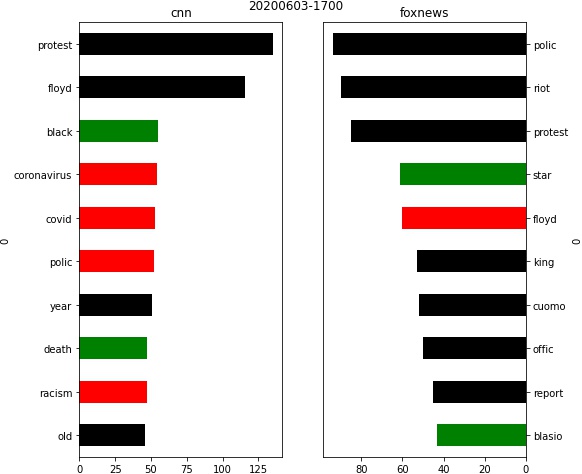 20200603-1700
cnn
foxnews
protest
floyd
black
coronavirus
covid
polic
year
death
racism
old
0
0 25 50 75 100 125
polic
riot
protest
star
floyd
king
cuomo
offic
report
blasio
0
80 60 40 20 0